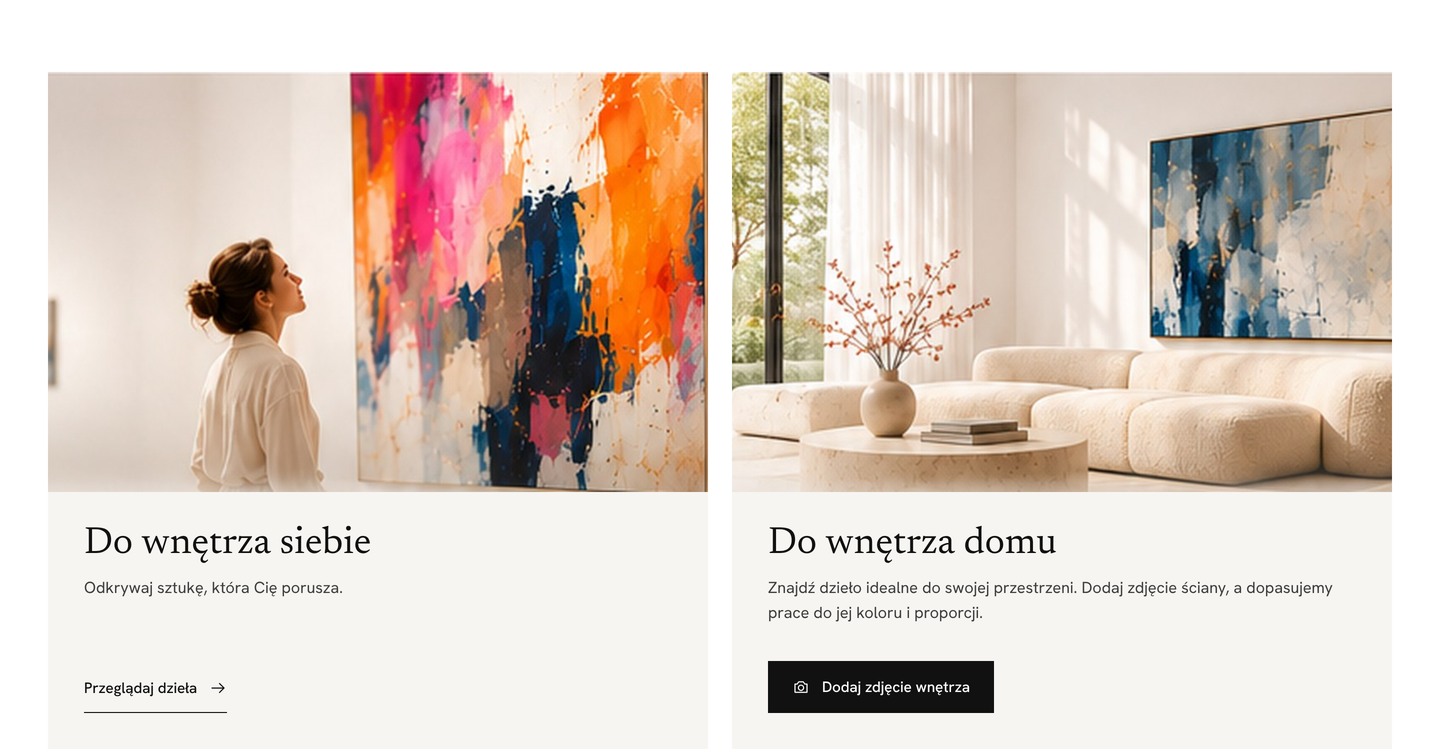 Do wnętrza siebie
Odkrywaj sztukę, która Cię porusza.
Przeglądaj dzieła
Do wnętrza domu
Znajdź dzieło idealne do swojej przestrzeni. Dodaj zdjęcie ściany, a dopasujemy
prace do jej koloru i proporcji.
Dodaj zdjęcie wnętrza